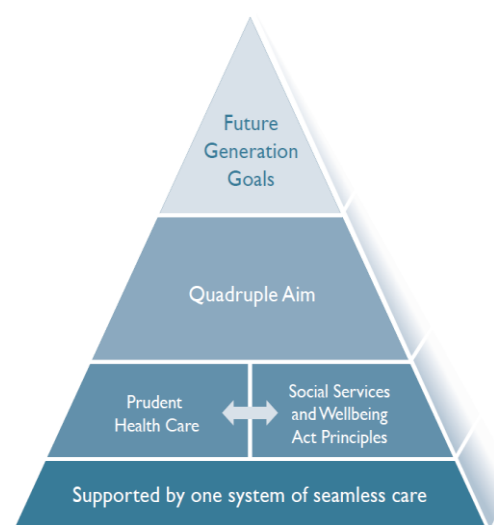 Future
Generation
Goals
Quadruple Aim
Prudent
Health Care
Social Services
and Wellbeing
Act Principles
Supported by one system of seamless care